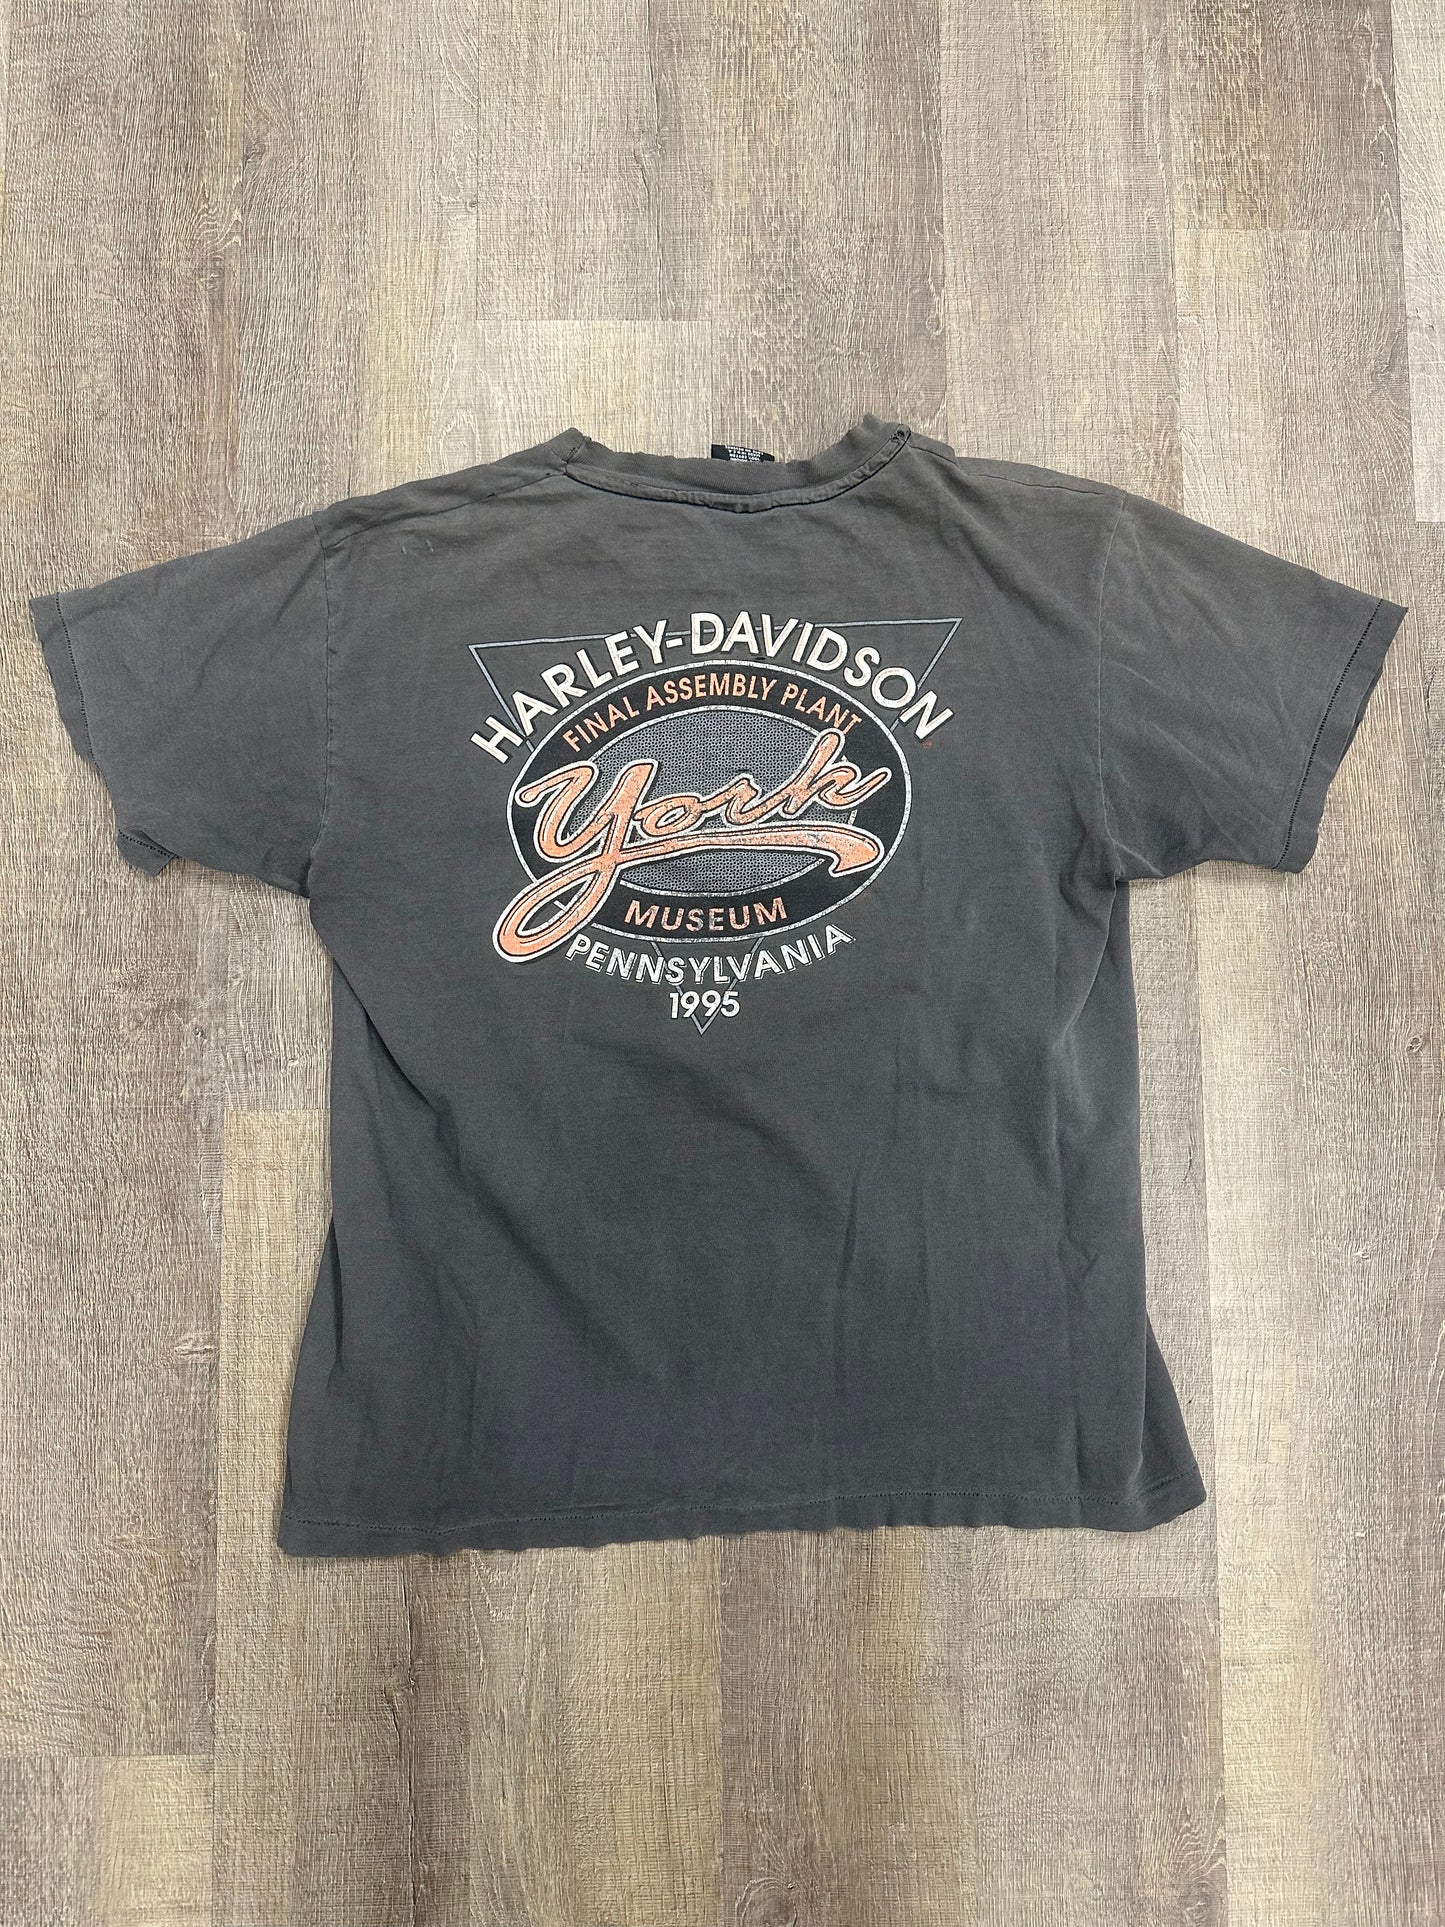 HARLEY-DAVIDSON
FINAL ASSEMBLY PLANT
York
MUSEUM
PENNSYLVANIA
1995